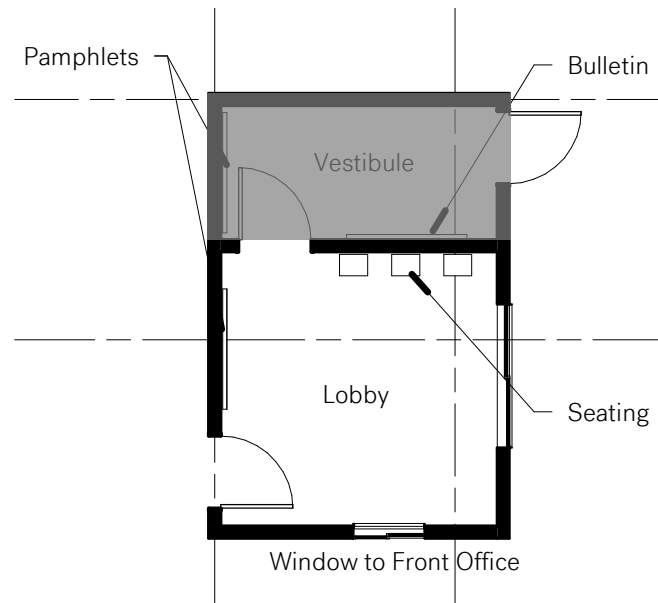 Pamphlets
Bulletin
Vestibule
Lobby
Seating
Window to Front Office